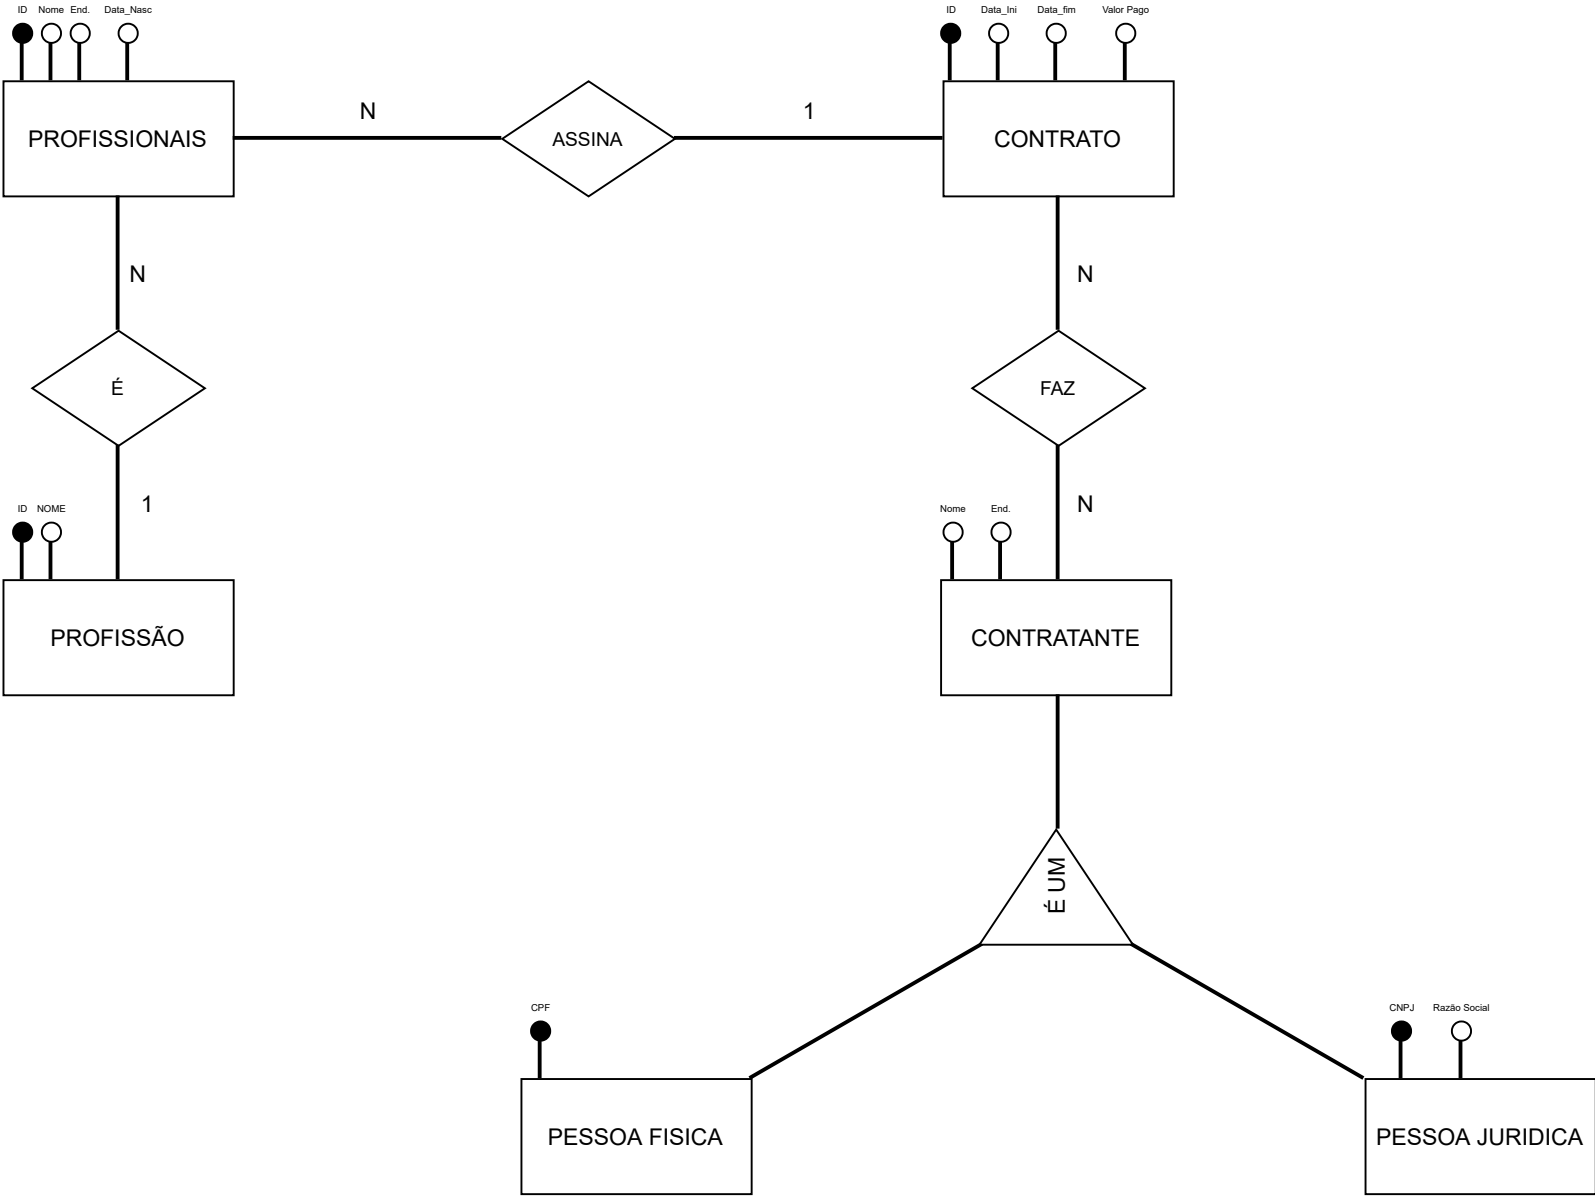 ID Nome End. Data_Nasc
ID Data_Ini Data_fim Valor Pago
PROFISSIONAIS
N
ASSINA
1
CONTRATO
N
N
É
FAZ
1
N
ID NOME
Nome End.
PROFISSÃO
CONTRATANTE
É UM
CPF
CNPJ Razão Social
PESSOA FISICA
PESSOA JURIDICA